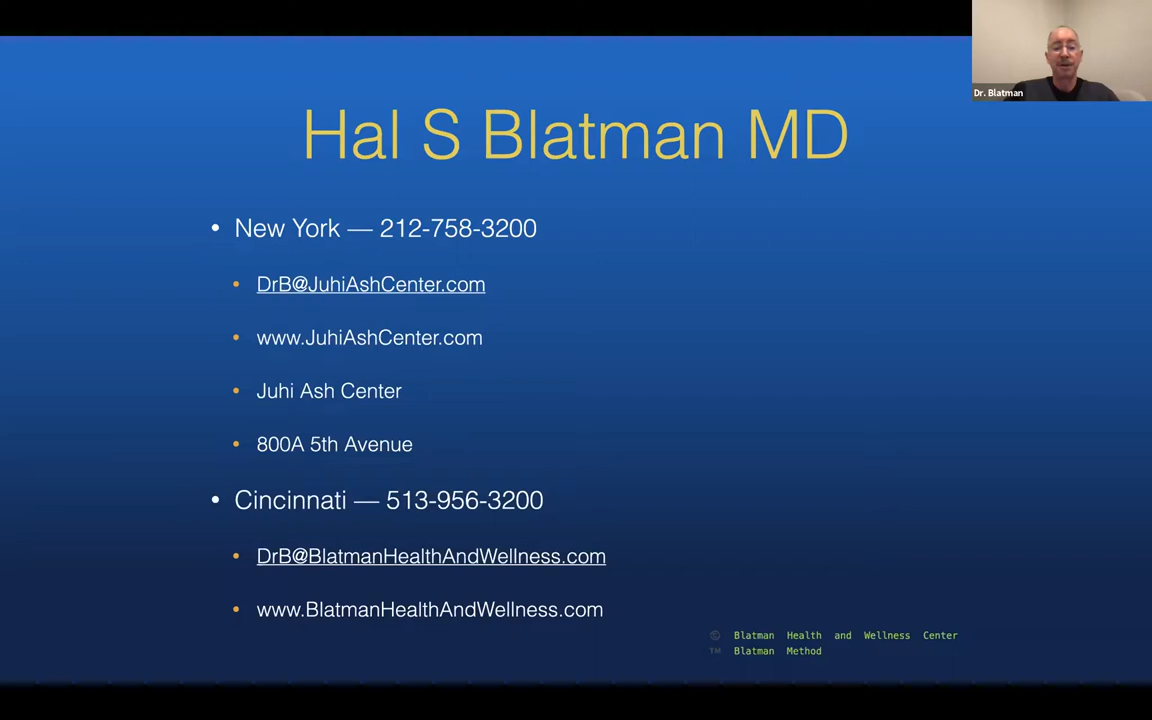 Dr. Blatman
Hal S Blatman MD
• New York — 212-758-3200
• DrB@JuhiAshCenter.com
• www.JuhiAshCenter.com
• Juhi Ash Center
• 800A 5th Avenue
• Cincinnati — 513-956-3200
• DrB@BlatmanHealthAndWellness.com
• www.BlatmanHealthAndWellness.com
© Blatman Health and Wellness Center
™ Blatman Method